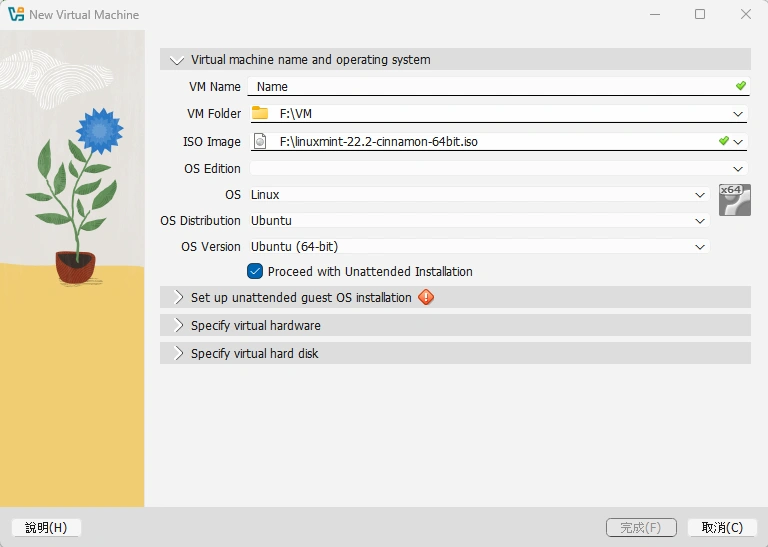 New Virtual Machine
Virtual machine name and operating system
VM Name Name
VM Folder F:\VM
ISO Image F:\linuxmint-22.2-cinnamon-64bit.iso
OS Edition
OS Linux x64
OS Distribution Ubuntu
OS Version Ubuntu (64-bit)
Proceed with Unattended Installation
Set up unattended guest OS installation
Specify virtual hardware
Specify virtual hard disk
說明(H) 完成(F) 取消(C)